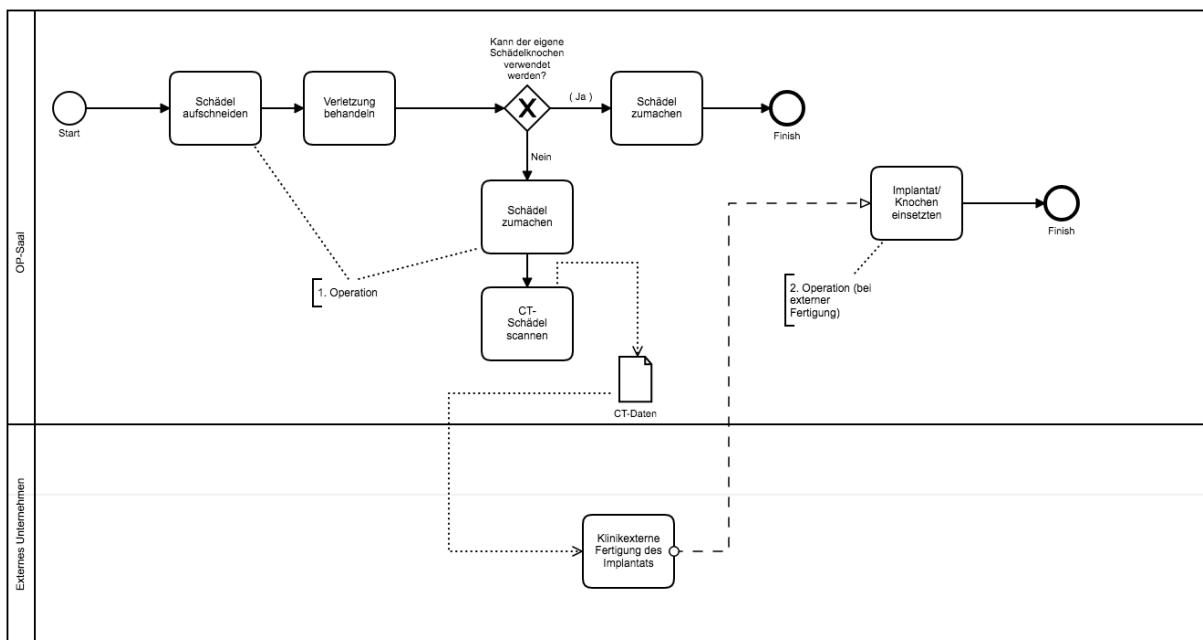 OP-Saal
Start
Schädel
aufschneiden
Verletzung
behandeln
Kann der eigene
Schädelknochen
verwendet
werden?
X
( Ja )
Schädel
zumachen
Finish
Nein
Schädel
zumachen
Implantat/
Knochen
einsetzten
Finish
1. Operation
2. Operation (bei
externer
Fertigung)
CT-
Schädel
scannen
CT-Daten
Externes Unternehmen
Klinikexterne
Fertigung des
Implantats